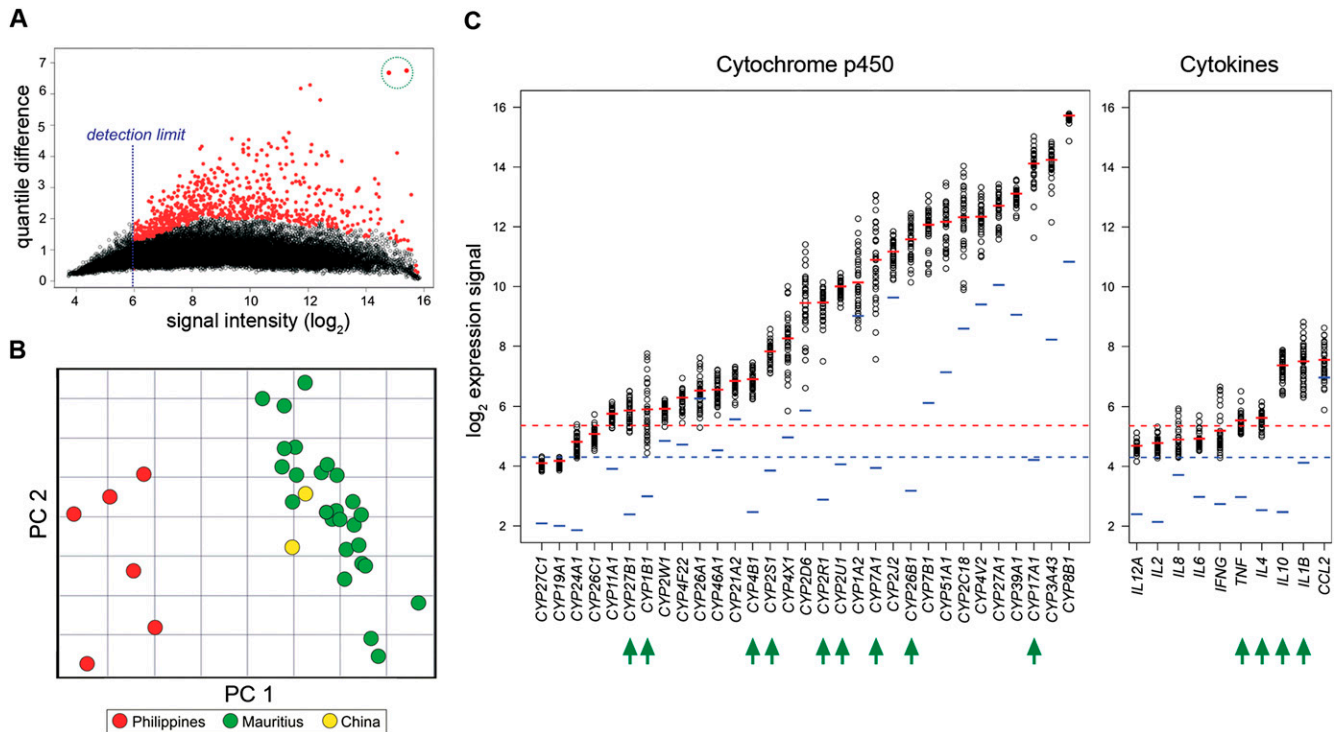 A
quantile difference
7
6
5
4
3
2
1
0
detection limit
4
6
8
10
12
14
16
signal intensity (log2)
B
PC 2
PC 1
Philippines
Mauritius
China
C
Cytochrome p450
Cytokines
log2 expression signal
16
14
12
10
8
6
4
2
16
14
12
10
8
6
4
2
CYP27C1
CYP19A1
CYP24A1
CYP26C1
CYP11A1
CYP27B1
CYP1B1
CYP2W1
CYP4F22
CYP26A1
CYP46A1
CYP21A2
CYP4B1
CYP2S1
CYP4X1
CYP2D6
CYP2R1
CYP2U1
CYP1A2
CYP7A1
CYP2J2
CYP26B1
CYP7B1
CYP51A1
CYP2C18
CYP4V2
CYP27A1
CYP39A1
CYP17A1
CYP3A43
CYP8B1
IL12A
IL2
IL8
IL6
IFNG
TNF
IL4
IL10
IL1B
CCL2